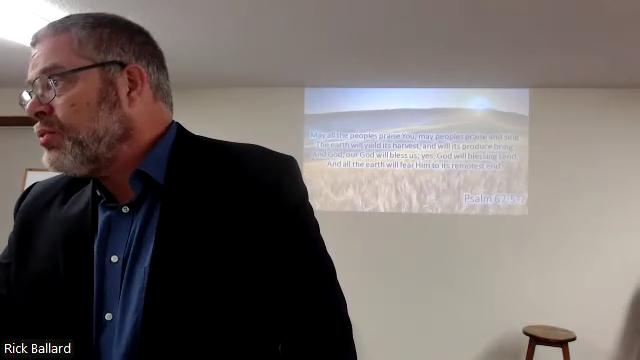 May all the peoples praise You; may peoples praise and sing.
The earth will yield its harvest, and will its produce bring.
And God, our God will bless us; yes, God will blessing send,
And all the earth will fear Him to its remotest end.
Psalm 67:5-7
Rick Ballard